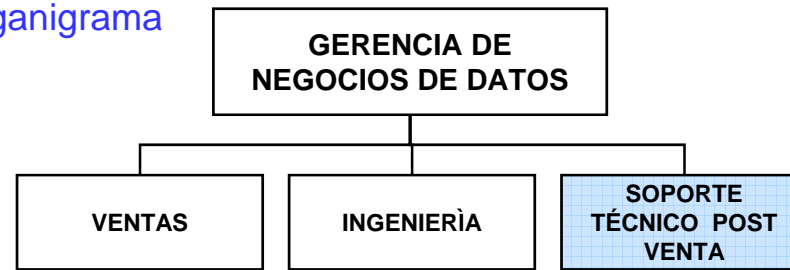 ganigrama
GERENCIA DE
NEGOCIOS DE DATOS
VENTAS
INGENIERÌA
SOPORTE
TÉCNICO POST
VENTA